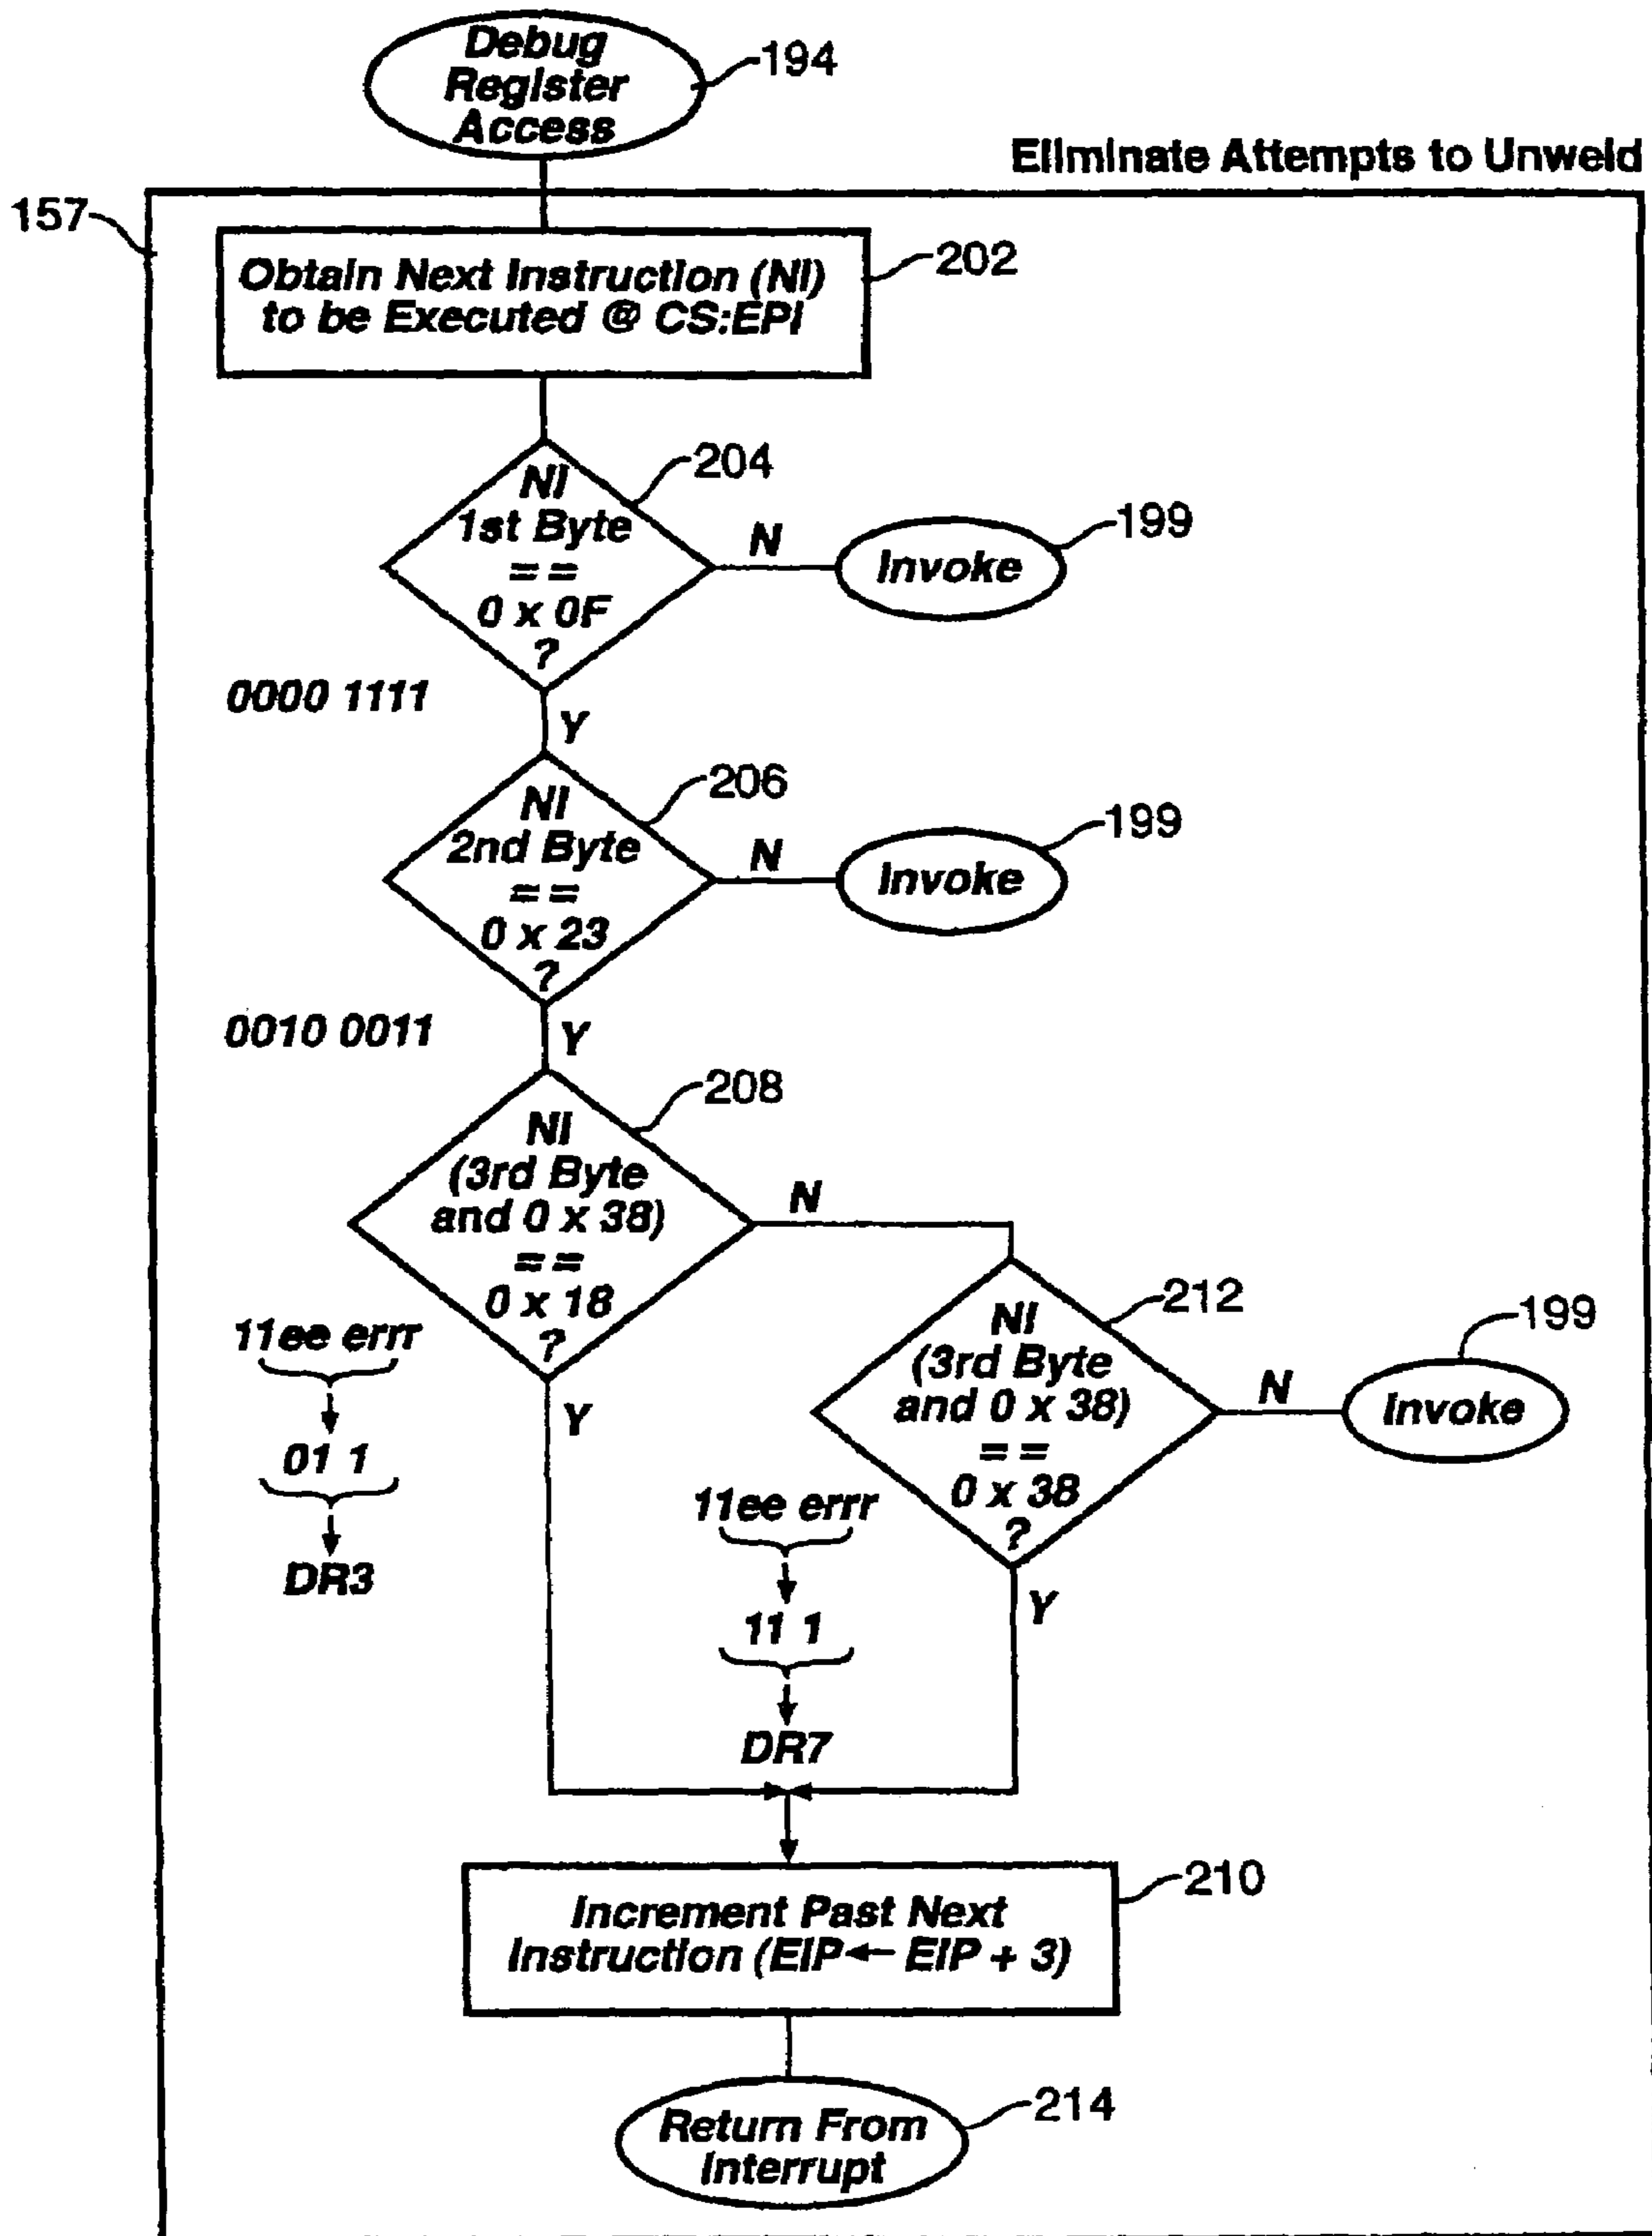 Debug
Register
Access
194
Eliminate Attempts to Unweld
157
Obtain Next Instruction (NI)
to be Executed @ CS:EPI
202
NI
1st Byte
==
0 x 0F
?
204
N
Invoke
199
0000 1111
Y
NI
2nd Byte
==
0 x 23
?
206
N
Invoke
199
0010 0011
Y
NI
(3rd Byte
and 0 x 38)
==
0 x 18
?
208
N
11ee errr
01 1
DR3
Y
NI
(3rd Byte
and 0 x 38)
==
0 x 38
?
212
N
Invoke
199
11ee errr
11 1
DR7
Y
Increment Past Next
Instruction (EIP← EIP + 3)
210
Return From
Interrupt
214